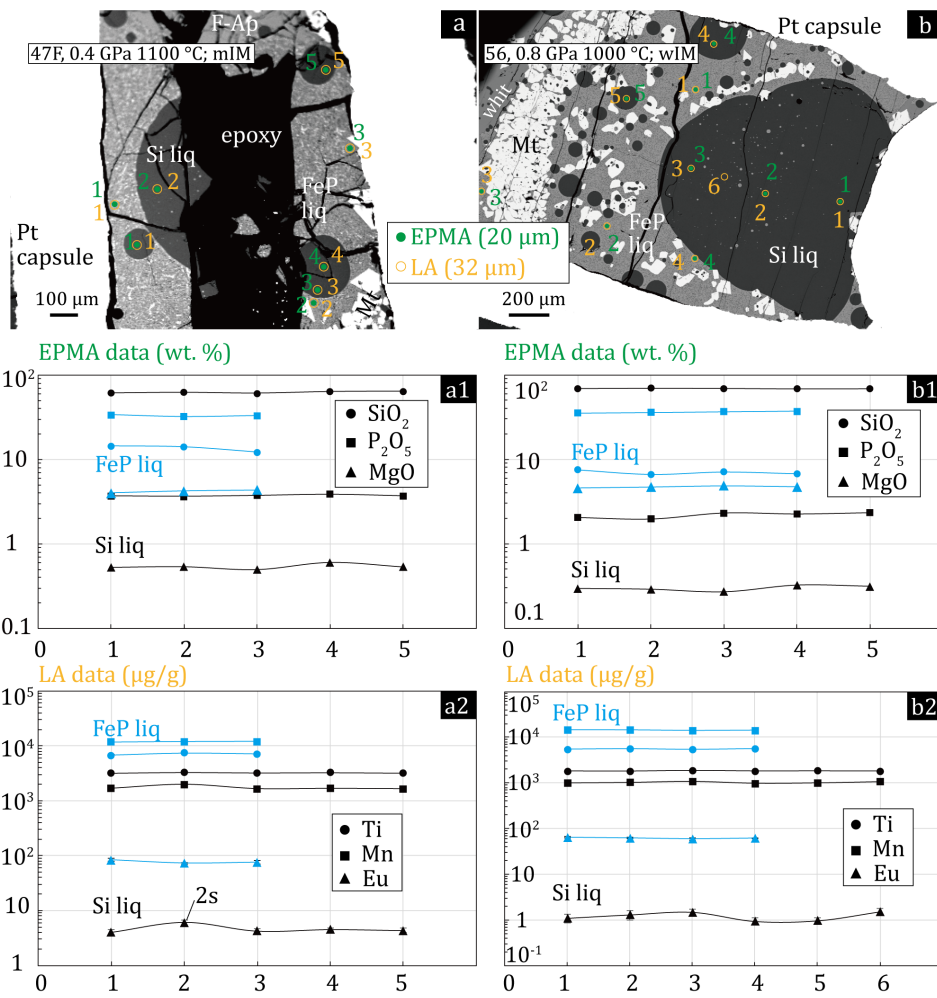 F-Ap
a
47F, 0.4 GPa 1100 °C; mIM
5 5
epoxy
Si liq
3
3
2 2
FeP
liq
1
1
1 1
Pt
capsule
4 4
3 3
2 2
Mt
100 µm
EPMA (20 µm)
LA (32 µm)
Pt capsule
b
56, 0.8 GPa 1000 °C; wIM
4 4
whit
5 5
1 1
Mt
3 3
6
2
2
1
1
3
3
FeP
liq
2 2
4 4
Si liq
200 µm
EPMA data (wt. %)
a1
10²
10
1
0.1
SiO₂
P₂O₅
MgO
FeP liq
Si liq
0 1 2 3 4 5
EPMA data (wt. %)
b1
10²
10
1
0.1
SiO₂
P₂O₅
MgO
FeP liq
Si liq
0 1 2 3 4 5
LA data (µg/g)
a2
10⁵
10⁴
10³
10²
10
1
FeP liq
Ti
Mn
Eu
Si liq
2s
0 1 2 3 4 5
LA data (µg/g)
b2
10⁵
10⁴
10³
10²
10
1
10⁻¹
FeP liq
Ti
Mn
Eu
Si liq
0 1 2 3 4 5 6